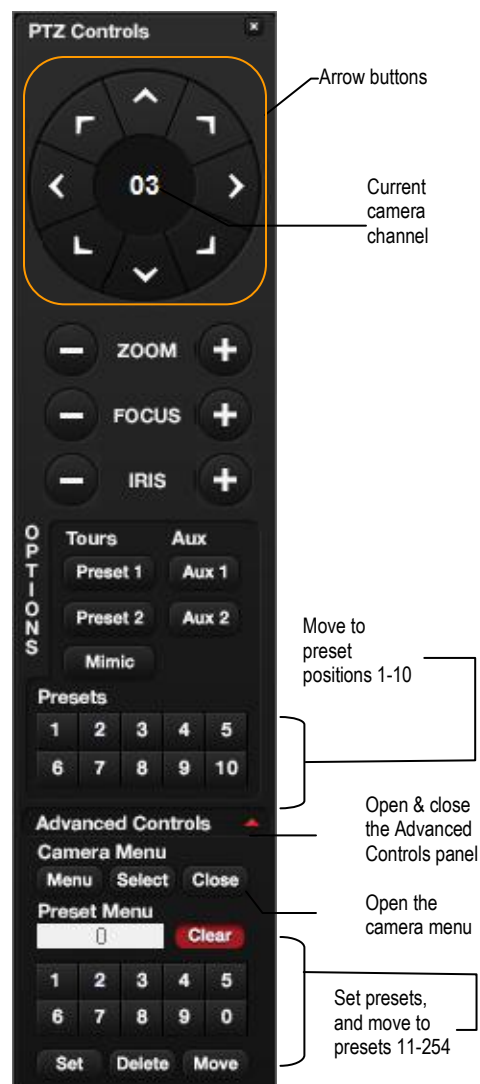 PTZ Controls
Arrow buttons
03
Current
camera
channel
ZOOM
FOCUS
IRIS
OPTIONS
Tours Aux
Preset 1 Aux 1
Preset 2 Aux 2
Mimic
Move to
preset
positions 1-10
Presets
1 2 3 4 5
6 7 8 9 10
Advanced Controls
Open & close
the Advanced
Controls panel
Camera Menu
Menu Select Close
Open the
camera menu
Preset Menu
0 Clear
1 2 3 4 5
6 7 8 9 0
Set presets,
and move to
presets 11-254
Set Delete Move